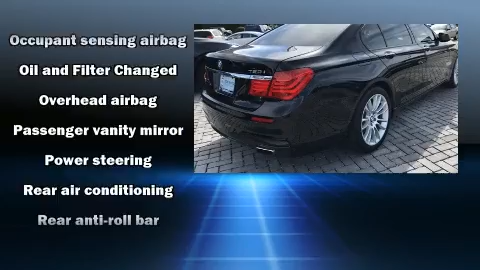 Occupant sensing airbag
Oil and Filter Changed
Overhead airbag
Passenger vanity mirror
Power steering
Rear air conditioning
Rear anti-roll bar